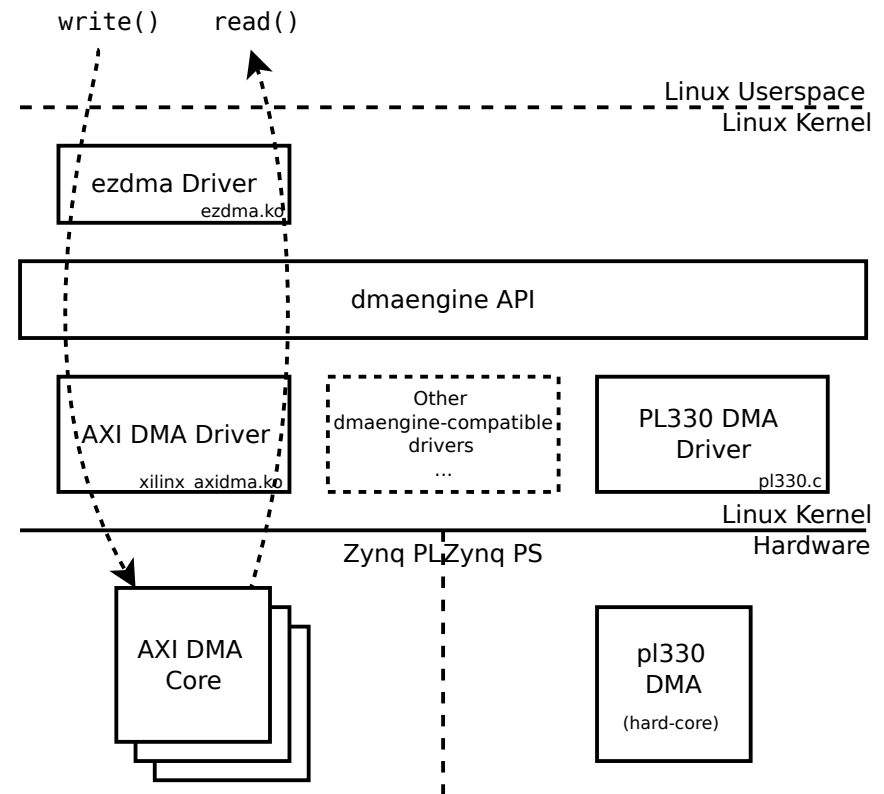 write()
read()
Linux Userspace
Linux Kernel
ezdma Driver
ezdma.ko
dmaengine API
AXI DMA Driver
xilinx_axidma.ko
Other
dmaengine-compatible
drivers
...
PL330 DMA
Driver
pl330.c
Linux Kernel
Hardware
Zynq PL
Zynq PS
AXI DMA
Core
pl330
DMA
(hard-core)